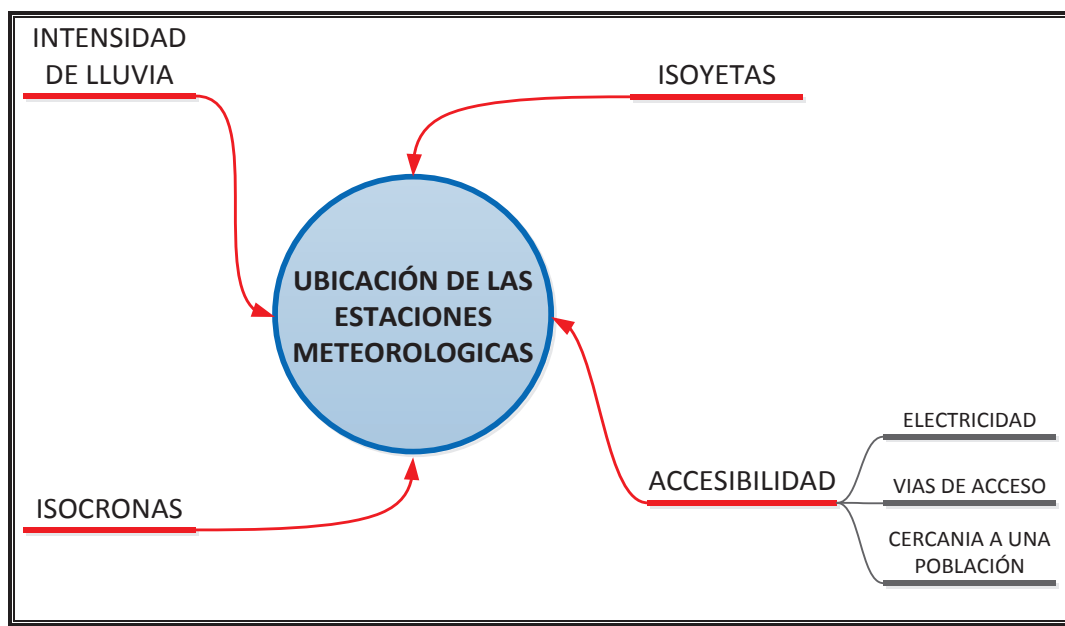 INTENSIDAD
DE LLUVIA
ISOYETAS
UBICACIÓN DE LAS
ESTACIONES
METEOROLOGICAS
ISOCRONAS
ACCESIBILIDAD
ELECTRICIDAD
VIAS DE ACCESO
CERCANIA A UNA
POBLACIÓN